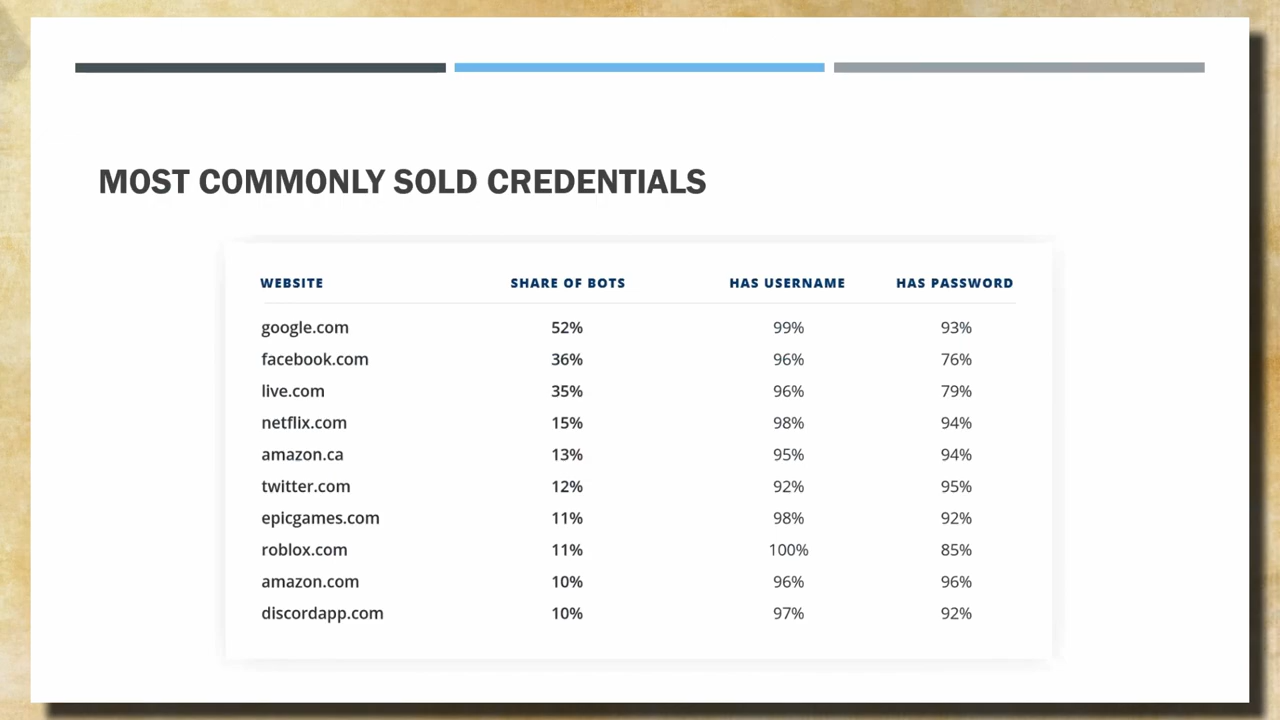 MOST COMMONLY SOLD CREDENTIALS
WEBSITE SHARE OF BOTS HAS USERNAME HAS PASSWORD
google.com 52% 99% 93%
facebook.com 36% 96% 76%
live.com 35% 96% 79%
netflix.com 15% 98% 94%
amazon.ca 13% 95% 94%
twitter.com 12% 92% 95%
epicgames.com 11% 98% 92%
roblox.com 11% 100% 85%
amazon.com 10% 96% 96%
discordapp.com 10% 97% 92%